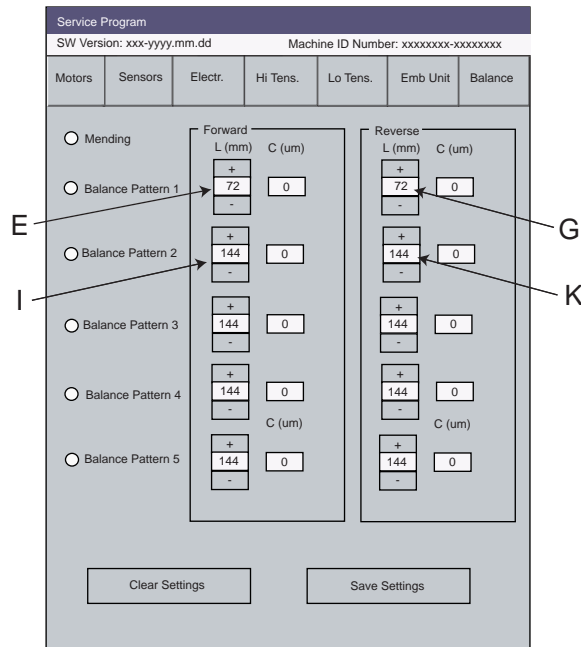 Service Program
SW Version: xxx-yyyy.mm.dd Machine ID Number: xxxxxxxx-xxxxxxxx
Motors Sensors Electr. Hi Tens. Lo Tens. Emb Unit Balance
Forward Reverse
Mending
L (mm) C (um) L (mm) C (um)
+ +
Balance Pattern 1 72 0 72 0
- -
E G
+ +
Balance Pattern 2 144 0 144 0
- -
I K
+ +
Balance Pattern 3 144 0 144 0
- -
+ +
Balance Pattern 4 144 0 144 0
- -
C (um) C (um)
+ +
Balance Pattern 5 144 0 144 0
- -
Clear Settings Save Settings